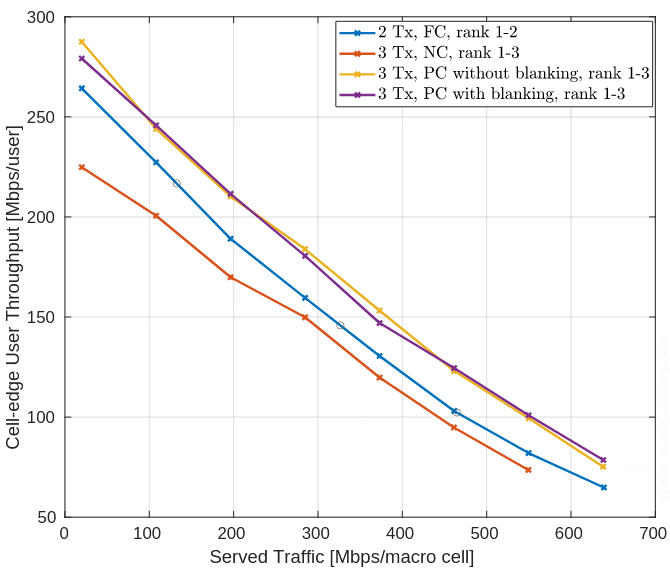 300
250
200
150
100
50
0
100
200
300
400
500
600
700
Cell-edge User Throughput [Mbps/user]
Served Traffic [Mbps/macro cell]
2 Tx, FC, rank 1-2
3 Tx, NC, rank 1-3
3 Tx, PC without blanking, rank 1-3
3 Tx, PC with blanking, rank 1-3